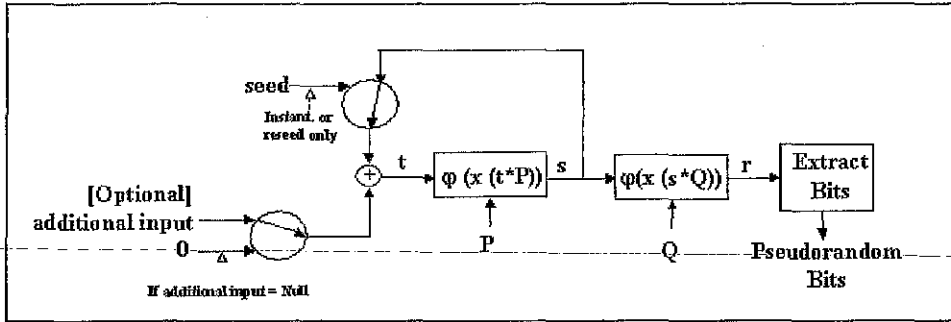 seed
Instant. or
reseed only
t
φ (x (t*P))
s
φ(x (s*Q))
r
Extract
Bits
[Optional]
additional input
0
P
Q
Pseudorandom
Bits
If additional input = Null